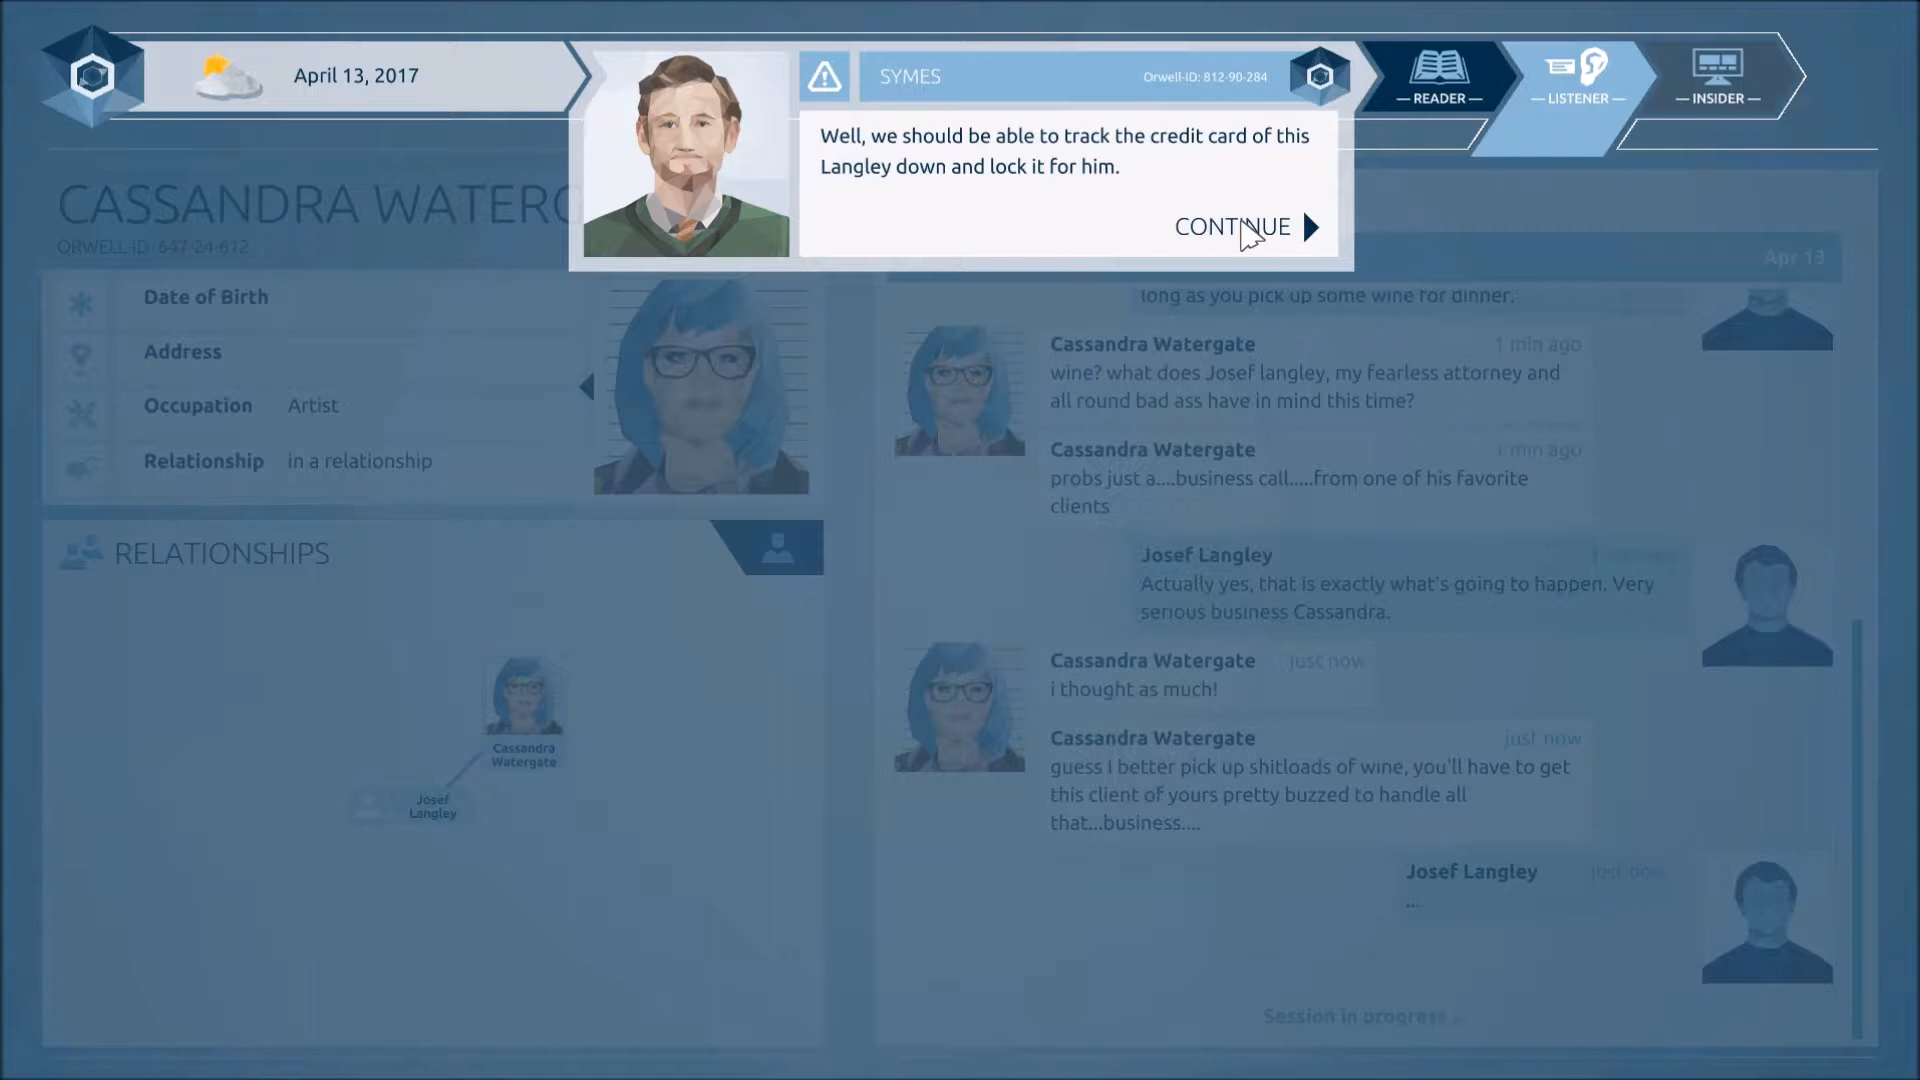 April 13, 2017
SYMES
Orwell-ID: 812-90-284
Well, we should be able to track the credit card of this
Langley down and lock it for him.
CONTINUE
READER
LISTENER
INSIDER
CASSANDRA WATERG
ORWELL-ID: 647-24-612
Date of Birth
Address
Occupation Artist
Relationship in a relationship
RELATIONSHIPS
Cassandra
Watergate
Josef
Langley
Apr 13
long as you pick up some wine for dinner.
Cassandra Watergate 1 min ago
wine? what does Josef langley, my fearless attorney and
all round bad ass have in mind this time?
Cassandra Watergate 1 min ago
probs just a....business call.....from one of his favorite
clients
Josef Langley
Actually yes, that is exactly what's going to happen. Very
serious business Cassandra.
Cassandra Watergate just now
i thought as much!
Cassandra Watergate just now
guess I better pick up shitloads of wine, you'll have to get
this client of yours pretty buzzed to handle all
that...business....
Josef Langley just now
...
Session in progress